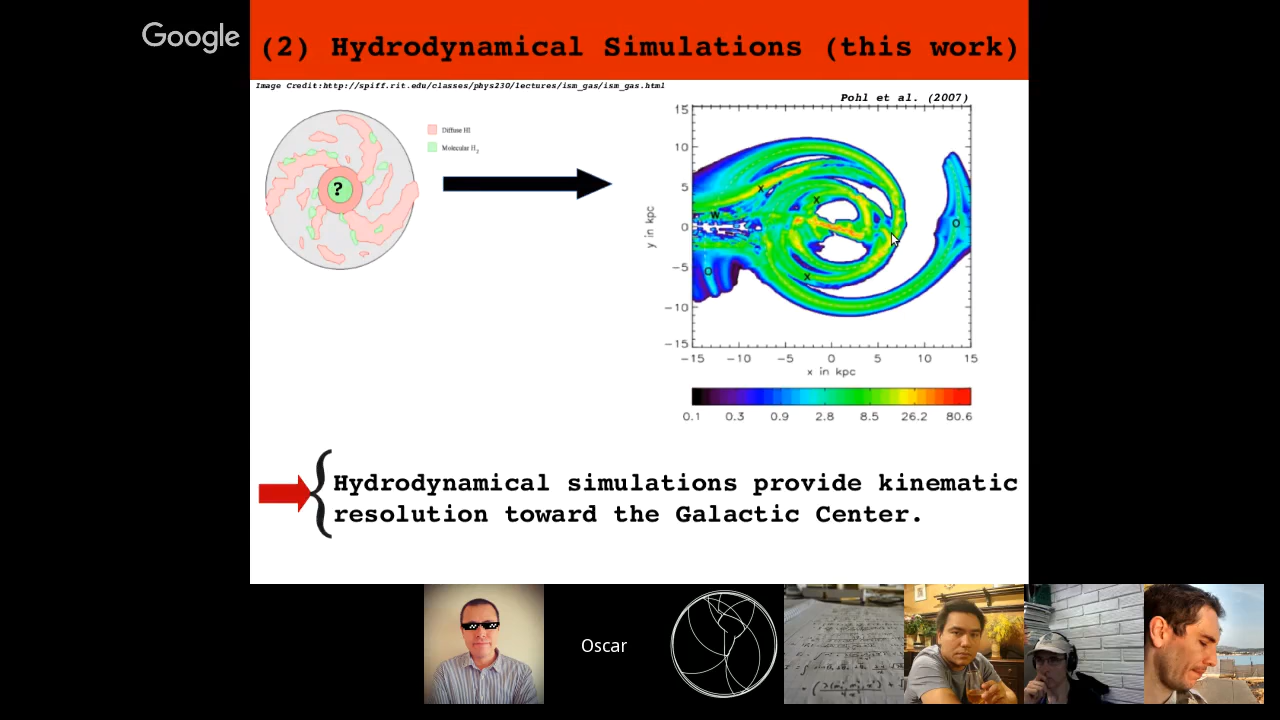 Google
(2) Hydrodynamical Simulations (this work)
Image Credit:http://spiff.rit.edu/classes/phys230/lectures/ism_gas/ism_gas.html
Pohl et al. (2007)
Diffuse HI
Molecular H2
?
15
10
5
0
−5
−10
−15
y in kpc
X
X
W
O
O
X
−15 −10 −5 0 5 10 15
x in kpc
0.1 0.3 0.9 2.8 8.5 26.2 80.6
Hydrodynamical simulations provide kinematic
resolution toward the Galactic Center.
Oscar